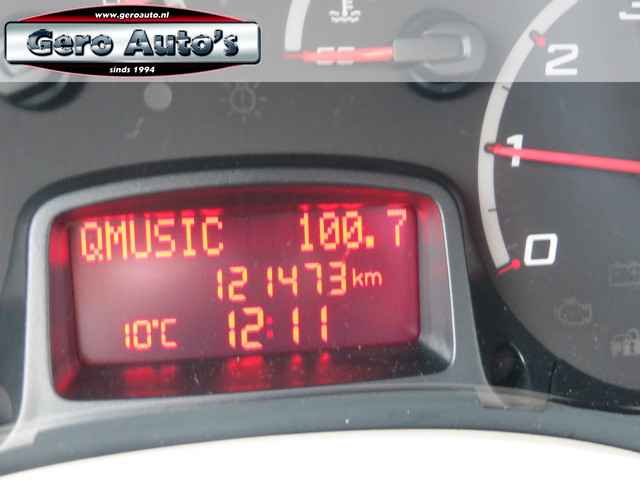 www.geroauto.nl
Gero Auto's
sinds 1994
2
1
0
QMUSIC 100.7
121473 km
10°C 12:11